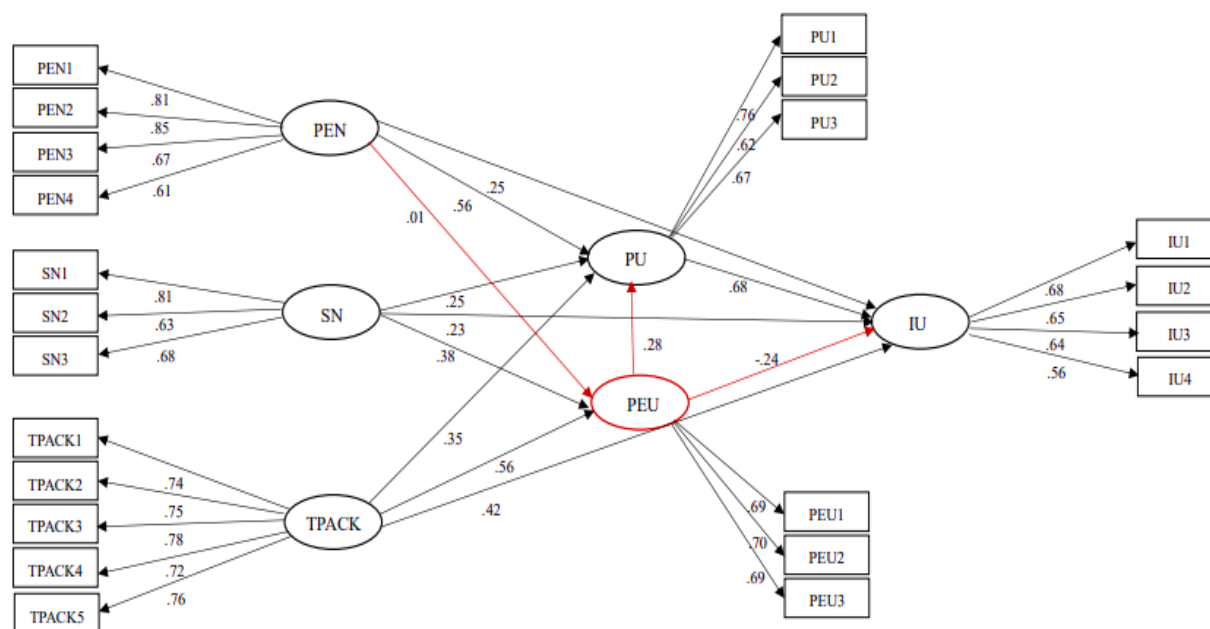 PEN1
PEN2
PEN3
PEN4
.81
.85
.67
.61
PEN
SN1
SN2
SN3
.81
.63
.68
SN
TPACK1
TPACK2
TPACK3
TPACK4
TPACK5
.74
.75
.78
.72
.76
TPACK
.25
.56
.01
.25
.23
.38
.35
.56
.42
PU
.68
.28
-.24
PEU
PU1
PU2
PU3
.76
.62
.67
IU
IU1
IU2
IU3
IU4
.68
.65
.64
.56
PEU1
PEU2
PEU3
.69
.70
.69